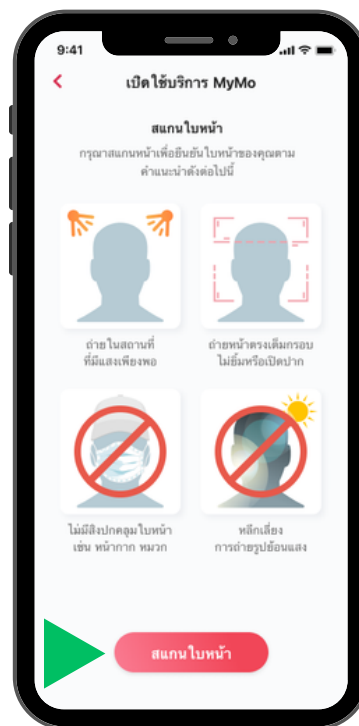 9:41
เปิดใช้บริการ MyMo
สแกนใบหน้า
กรุณาสแกนหน้าเพื่อยืนยันใบหน้าของคุณตาม
คำแนะนำดังต่อไปนี้
ถ่ายในสถานที่
ที่มีแสงเพียงพอ
ถ่ายหน้าตรงเต็มกรอบ
ไม่ยิ้มหรือเปิดปาก
ไม่มีสิ่งปกคลุมใบหน้า
เช่น หน้ากาก หมวก
หลีกเลี่ยง
การถ่ายรูปย้อนแสง
สแกนใบหน้า